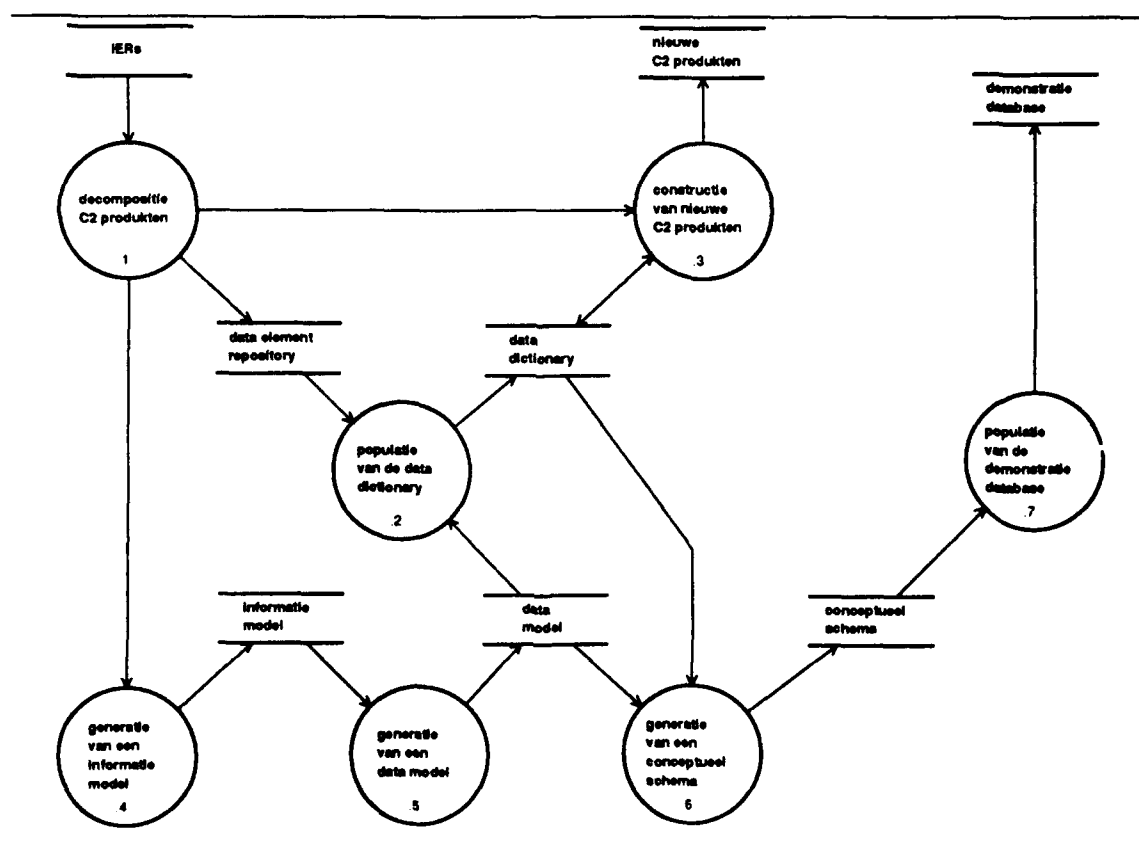 IERs
nieuwe
C2 produkten
demonstratie
database
decompositie
C2 produkten
1
constructie
van nieuwe
C2 produkten
.3
data element
repository
data
dictionary
populatie
van de data
dictionary
.2
populatie
van de
demonstratie
database
.7
informatie
model
data
model
conceptueel
schema
generatie
van een
informatie
model
4
generatie
van een
data model
.5
generatie
van een
conceptueel
schema
6